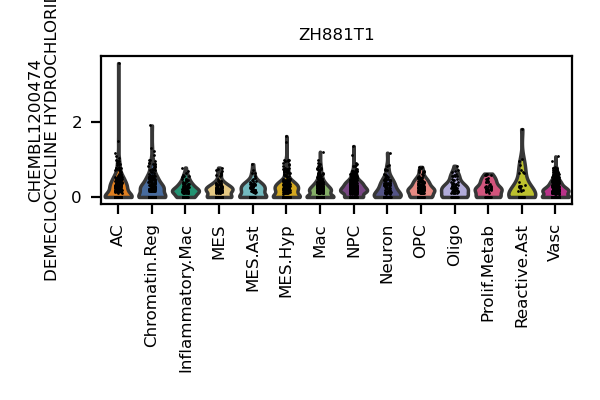 ZH881T1
CHEMBL1200474
DEMECLOCYCLINE HYDROCHLORI
2
0
AC
Chromatin.Reg
Inflammatory.Mac
MES
MES.Ast
MES.Hyp
Mac
NPC
Neuron
OPC
Oligo
Prolif.Metab
Reactive.Ast
Vasc